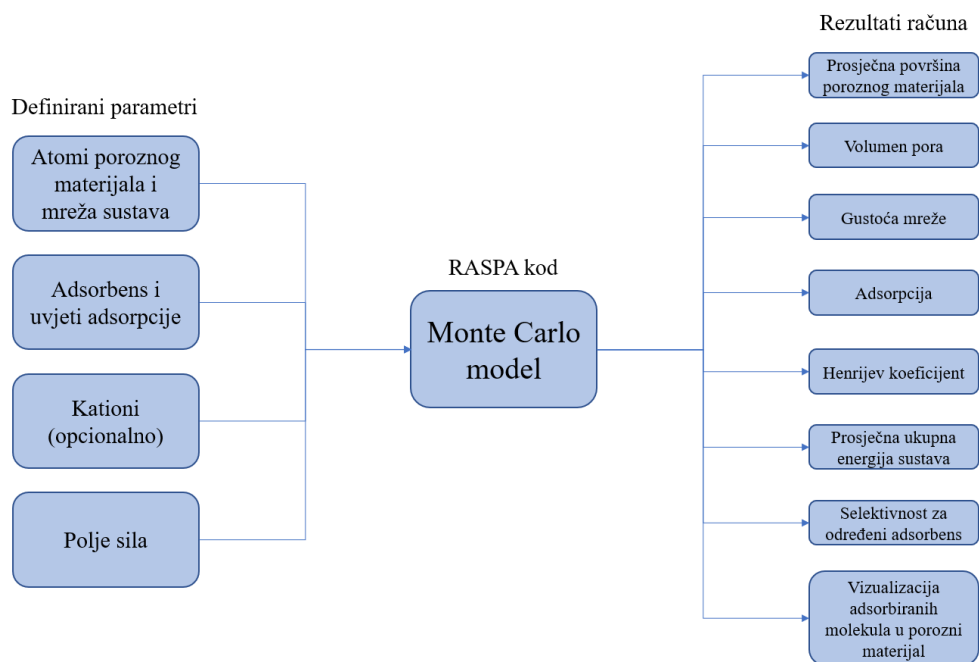 Definirani parametri
Atomi poroznog
materijala i
mreža sustava
Adsorbens i
uvjeti adsorpcije
Kationi
(opcionalno)
Polje sila
RASPA kod
Monte Carlo
model
Rezultati računa
Prosječna površina
poroznog materijala
Volumen pora
Gustoća mreže
Adsorpcija
Henrijev koeficijent
Prosječna ukupna
energija sustava
Selektivnost za
određeni adsorbens
Vizualizacija
adsorbiranih
molekula u porozni
materijal